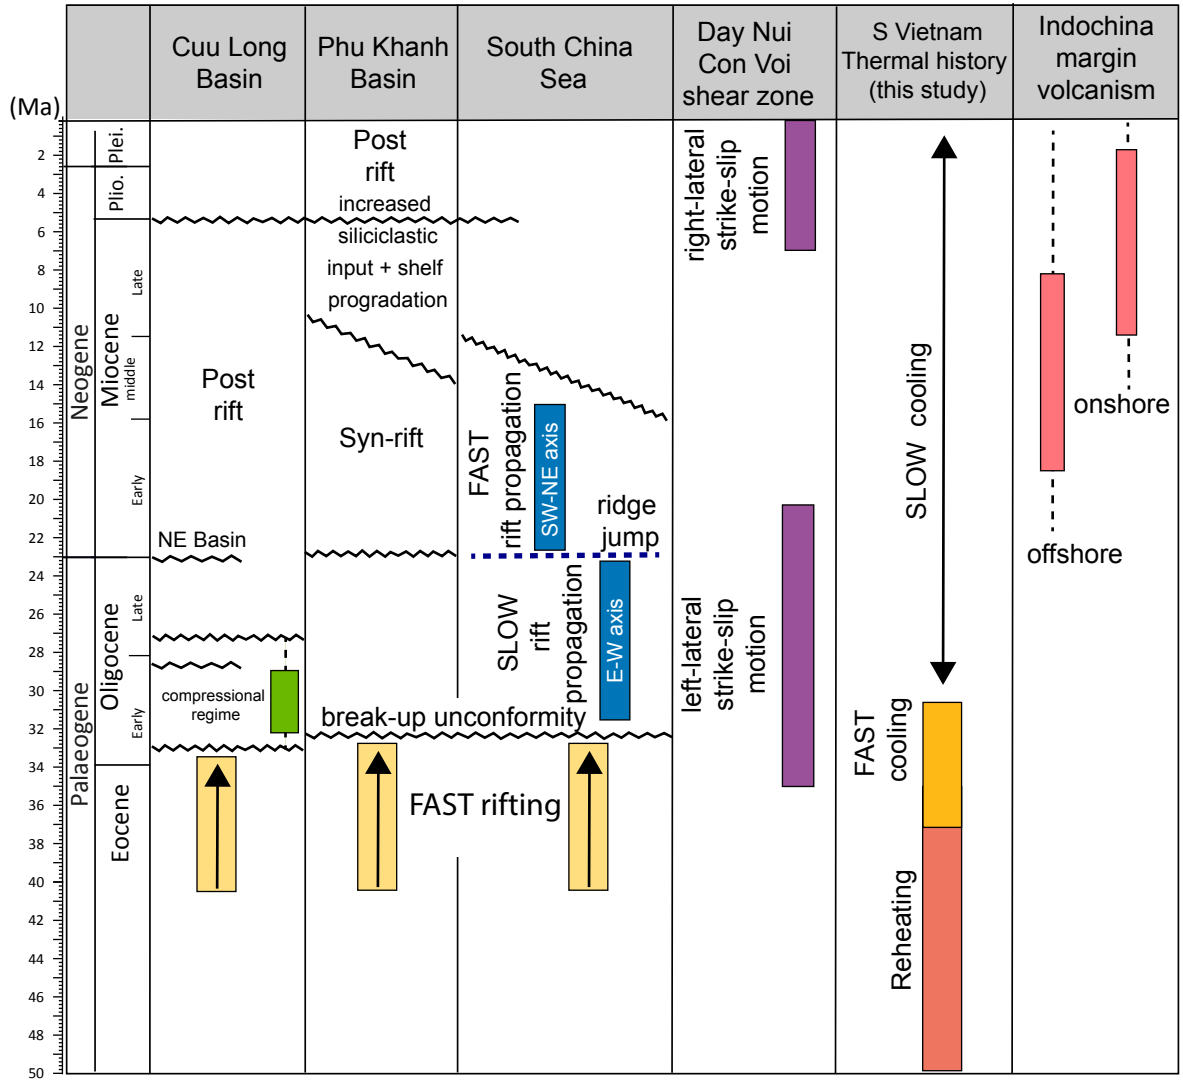 Cuu Long
Basin
Phu Khanh
Basin
South China
Sea
Day Nui
Con Voi
shear zone
S Vietnam
Thermal history
(this study)
Indochina
margin
volcanism
(Ma)
2
4
6
8
10
12
14
16
18
20
22
24
26
28
30
32
34
36
38
40
42
44
46
48
50
Neogene
Palaeogene
Plei.
Plio.
Miocene
Oligocene
Eocene
Late
middle
Early
Late
Early
Post
rift
NE Basin
compressional
regime
Post
rift
increased
siliciclastic
input + shelf
progradation
Syn-rift
break-up unconformity
FAST rifting
FAST
rift propagation
SW-NE axis
ridge
jump
SLOW
rift
propagation
E-W axis
right-lateral
strike-slip
motion
left-lateral
strike-slip
motion
SLOW cooling
FAST
cooling
Reheating
onshore
offshore